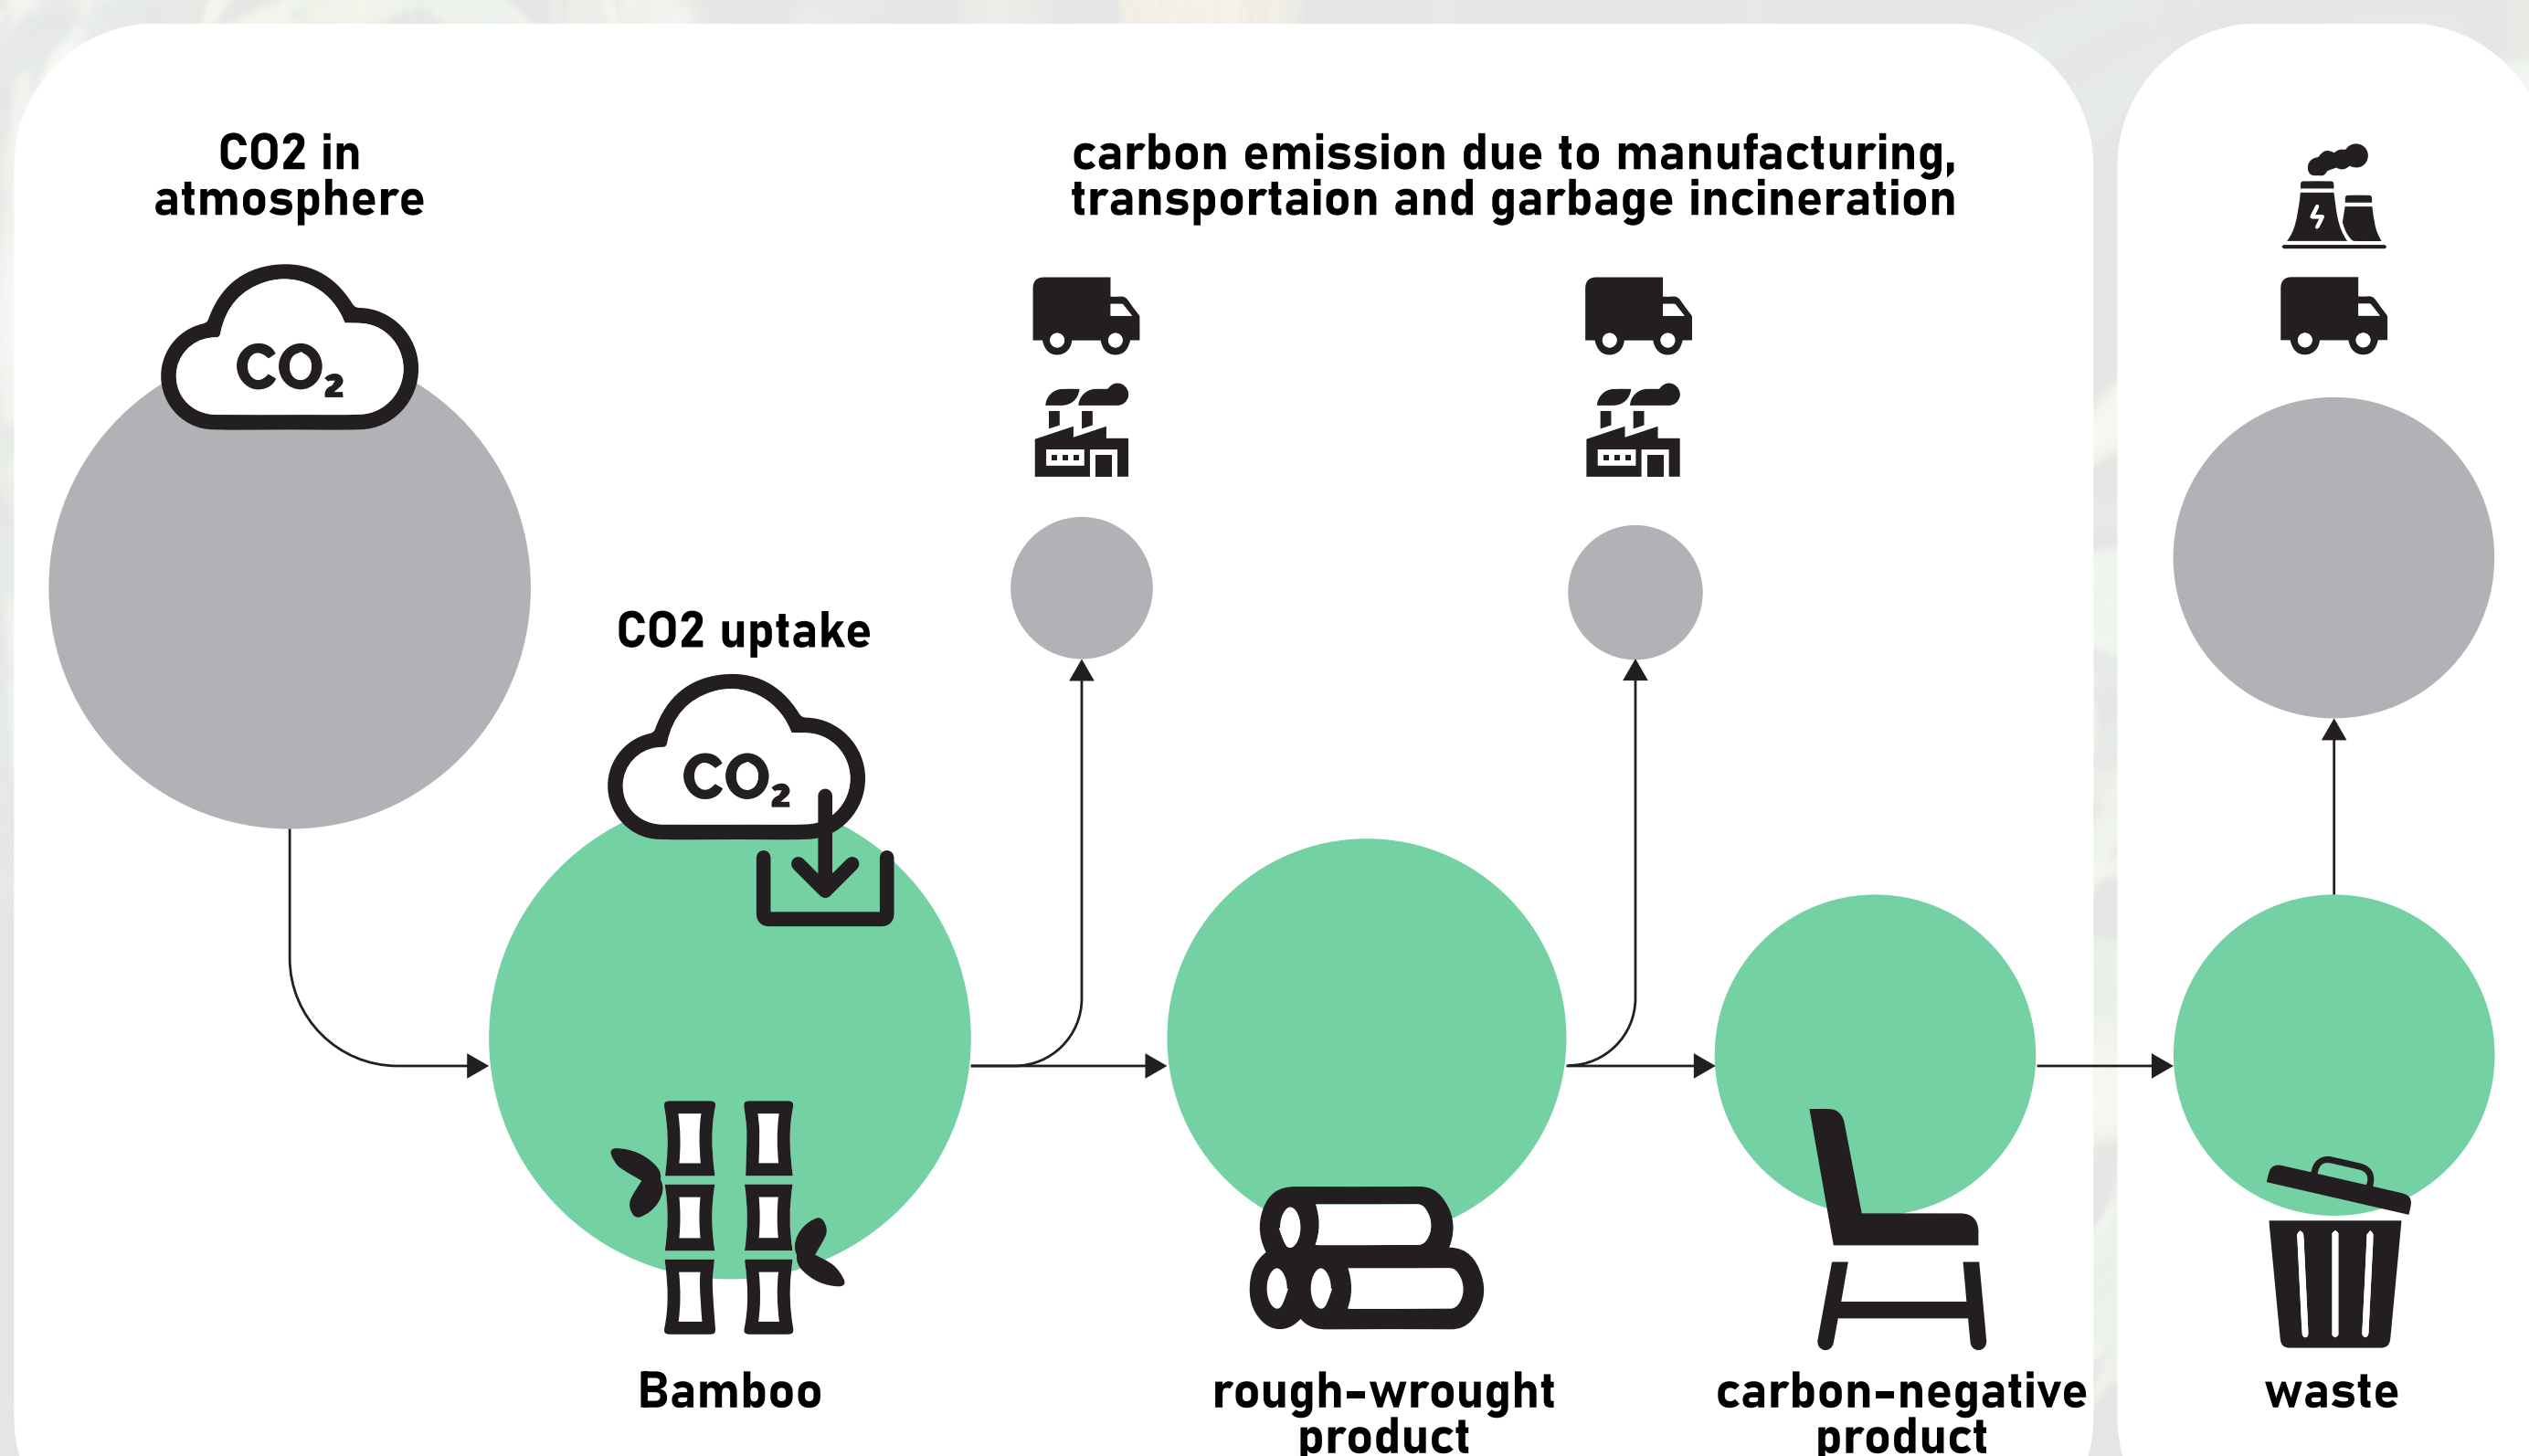 CO2 in
atmosphere
CO₂
carbon emission due to manufacturing,
transportaion and garbage incineration
CO2 uptake
CO₂
Bamboo
rough-wrought
product
carbon-negative
product
waste